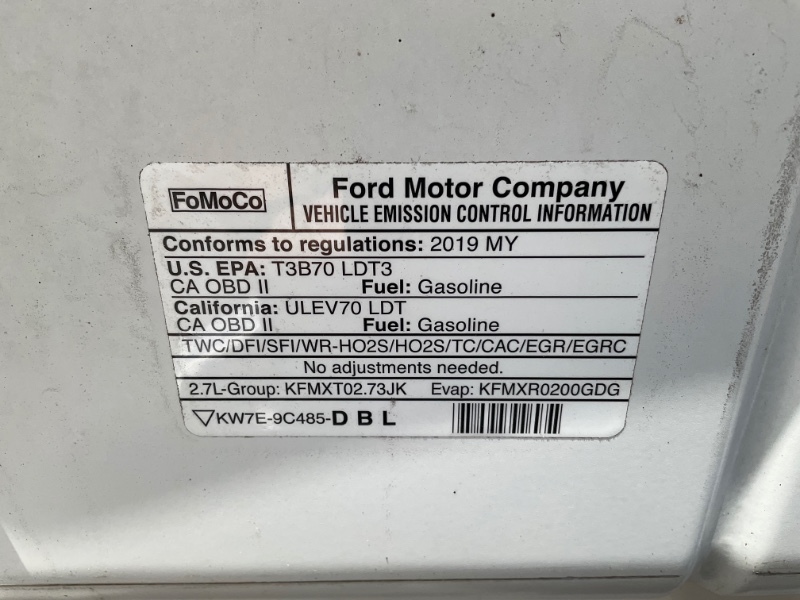 FoMoCo
Ford Motor Company
VEHICLE EMISSION CONTROL INFORMATION
Conforms to regulations: 2019 MY
U.S. EPA: T3B70 LDT3
CA OBD II Fuel: Gasoline
California: ULEV70 LDT
CA OBD II Fuel: Gasoline
TWC/DFI/SFI/WR-HO2S/HO2S/TC/CAC/EGR/EGRC
No adjustments needed.
2.7L-Group: KFMXT02.73JK Evap: KFMXR0200GDG
▽KW7E-9C485-D B L